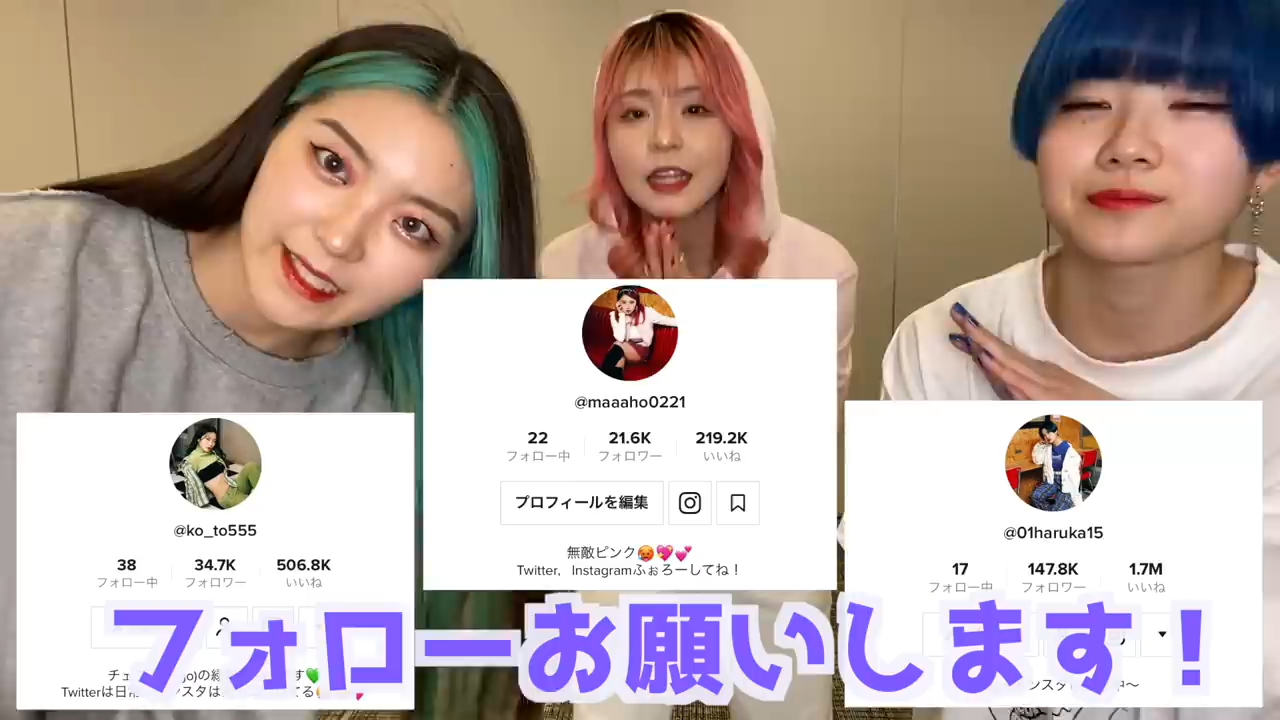 @maaaho0221
22 21.6K 219.2K
フォロー中 フォロワー いいね
プロフィールを編集
無敵ピンク🥵💖💕
Twitter，Instagramふぉろーしてね！
@ko_to555
38 34.7K 506.8K
フォロー中 フォロワー いいね
@01haruka15
17 147.8K 1.7M
フォロー中 フォロワー いいね
フォローお願いします！